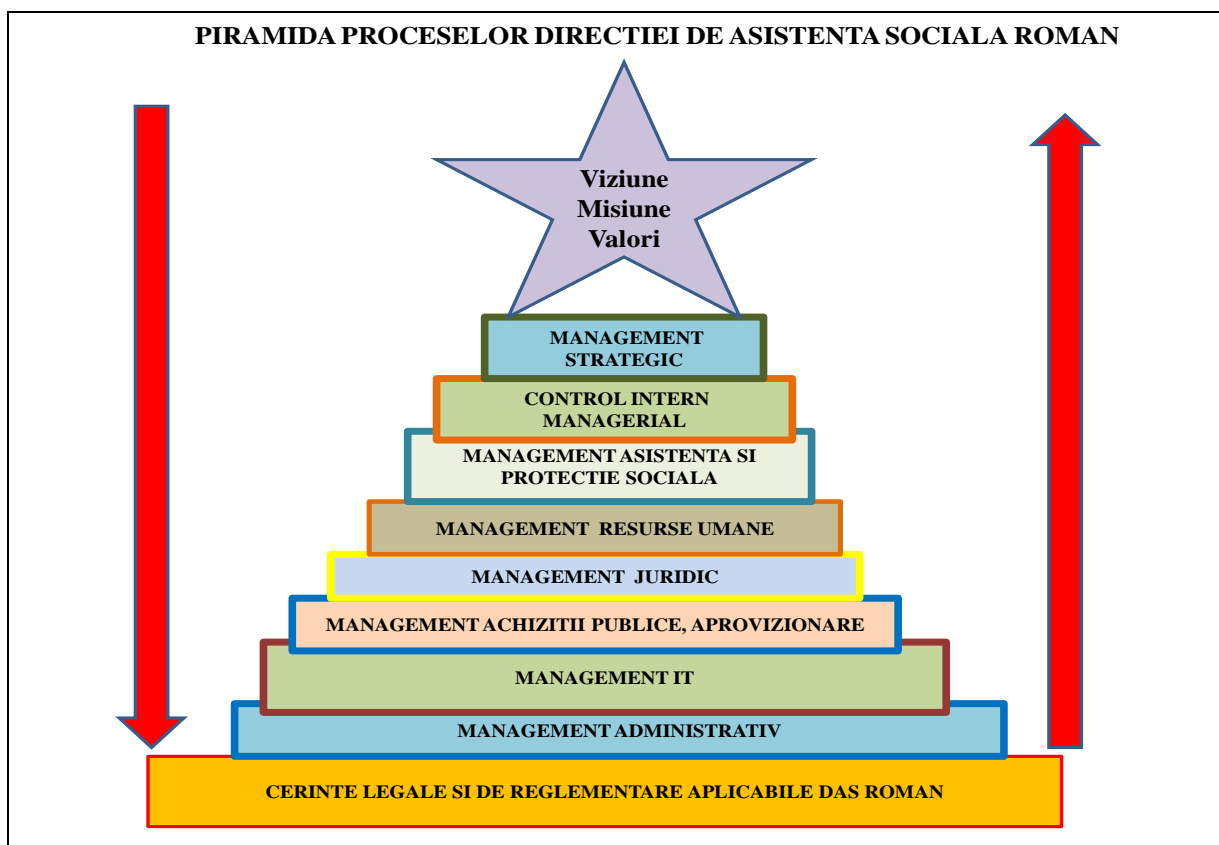 PIRAMIDA PROCESELOR DIRECTIEI DE ASISTENTA SOCIALA ROMAN
Viziune
Misiune
Valori
MANAGEMENT
STRATEGIC
CONTROL INTERN
MANAGERIAL
MANAGEMENT ASISTENTA SI
PROTECTIE SOCIALA
MANAGEMENT RESURSE UMANE
MANAGEMENT JURIDIC
MANAGEMENT ACHIZITII PUBLICE, APROVIZIONARE
MANAGEMENT IT
MANAGEMENT ADMINISTRATIV
CERINTE LEGALE SI DE REGLEMENTARE APLICABILE DAS ROMAN